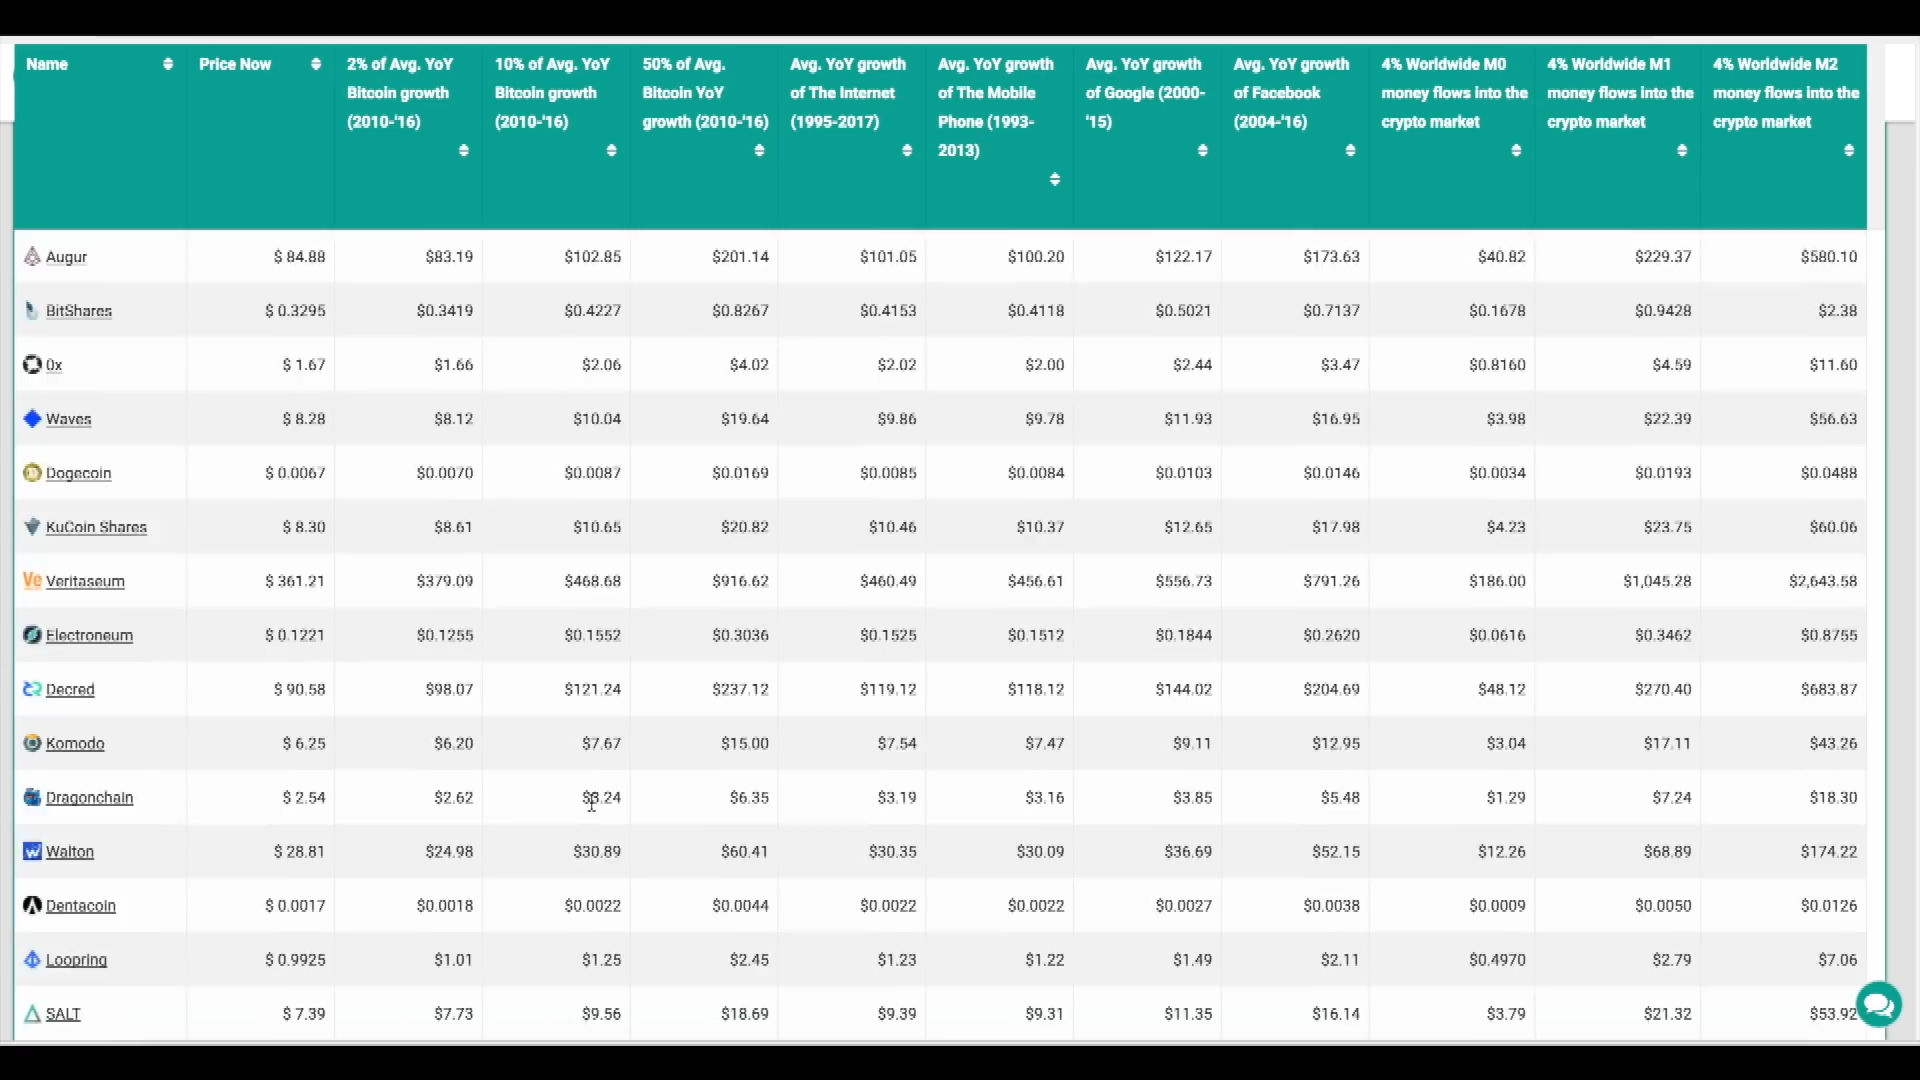 Name Price Now 2% of Avg. YoY 10% of Avg. YoY 50% of Avg. Avg. YoY growth Avg. YoY growth Avg. YoY growth Avg. YoY growth 4% Worldwide M0 4% Worldwide M1 4% Worldwide M2
Bitcoin growth Bitcoin growth Bitcoin YoY of The Internet of The Mobile of Google (2000- of Facebook money flows into the money flows into the money flows into the
(2010-'16) (2010-'16) growth (2010-'16) (1995-2017) Phone (1993- '15) (2004-'16) crypto market crypto market crypto market
2013)
Augur $ 84.88 $83.19 $102.85 $201.14 $101.05 $100.20 $122.17 $173.63 $40.82 $229.37 $580.10
BitShares $ 0.3295 $0.3419 $0.4227 $0.8267 $0.4153 $0.4118 $0.5021 $0.7137 $0.1678 $0.9428 $2.38
0x $ 1.67 $1.66 $2.06 $4.02 $2.02 $2.00 $2.44 $3.47 $0.8160 $4.59 $11.60
Waves $ 8.28 $8.12 $10.04 $19.64 $9.86 $9.78 $11.93 $16.95 $3.98 $22.39 $56.63
Dogecoin $ 0.0067 $0.0070 $0.0087 $0.0169 $0.0085 $0.0084 $0.0103 $0.0146 $0.0034 $0.0193 $0.0488
KuCoin Shares $ 8.30 $8.61 $10.65 $20.82 $10.46 $10.37 $12.65 $17.98 $4.23 $23.75 $60.06
Ve Veritaseum $ 361.21 $379.09 $468.68 $916.62 $460.49 $456.61 $556.73 $791.26 $186.00 $1,045.28 $2,643.58
Electroneum $ 0.1221 $0.1255 $0.1552 $0.3036 $0.1525 $0.1512 $0.1844 $0.2620 $0.0616 $0.3462 $0.8755
Decred $ 90.58 $98.07 $121.24 $237.12 $119.12 $118.12 $144.02 $204.69 $48.12 $270.40 $683.87
Komodo $ 6.25 $6.20 $7.67 $15.00 $7.54 $7.47 $9.11 $12.95 $3.04 $17.11 $43.26
Dragonchain $ 2.54 $2.62 $3.24 $6.35 $3.19 $3.16 $3.85 $5.48 $1.29 $7.24 $18.30
Walton $ 28.81 $24.98 $30.89 $60.41 $30.35 $30.09 $36.69 $52.15 $12.26 $68.89 $174.22
Dentacoin $ 0.0017 $0.0018 $0.0022 $0.0044 $0.0022 $0.0022 $0.0027 $0.0038 $0.0009 $0.0050 $0.0126
Loopring $ 0.9925 $1.01 $1.25 $2.45 $1.23 $1.22 $1.49 $2.11 $0.4970 $2.79 $7.06
SALT $ 7.39 $7.73 $9.56 $18.69 $9.39 $9.31 $11.35 $16.14 $3.79 $21.32 $53.92